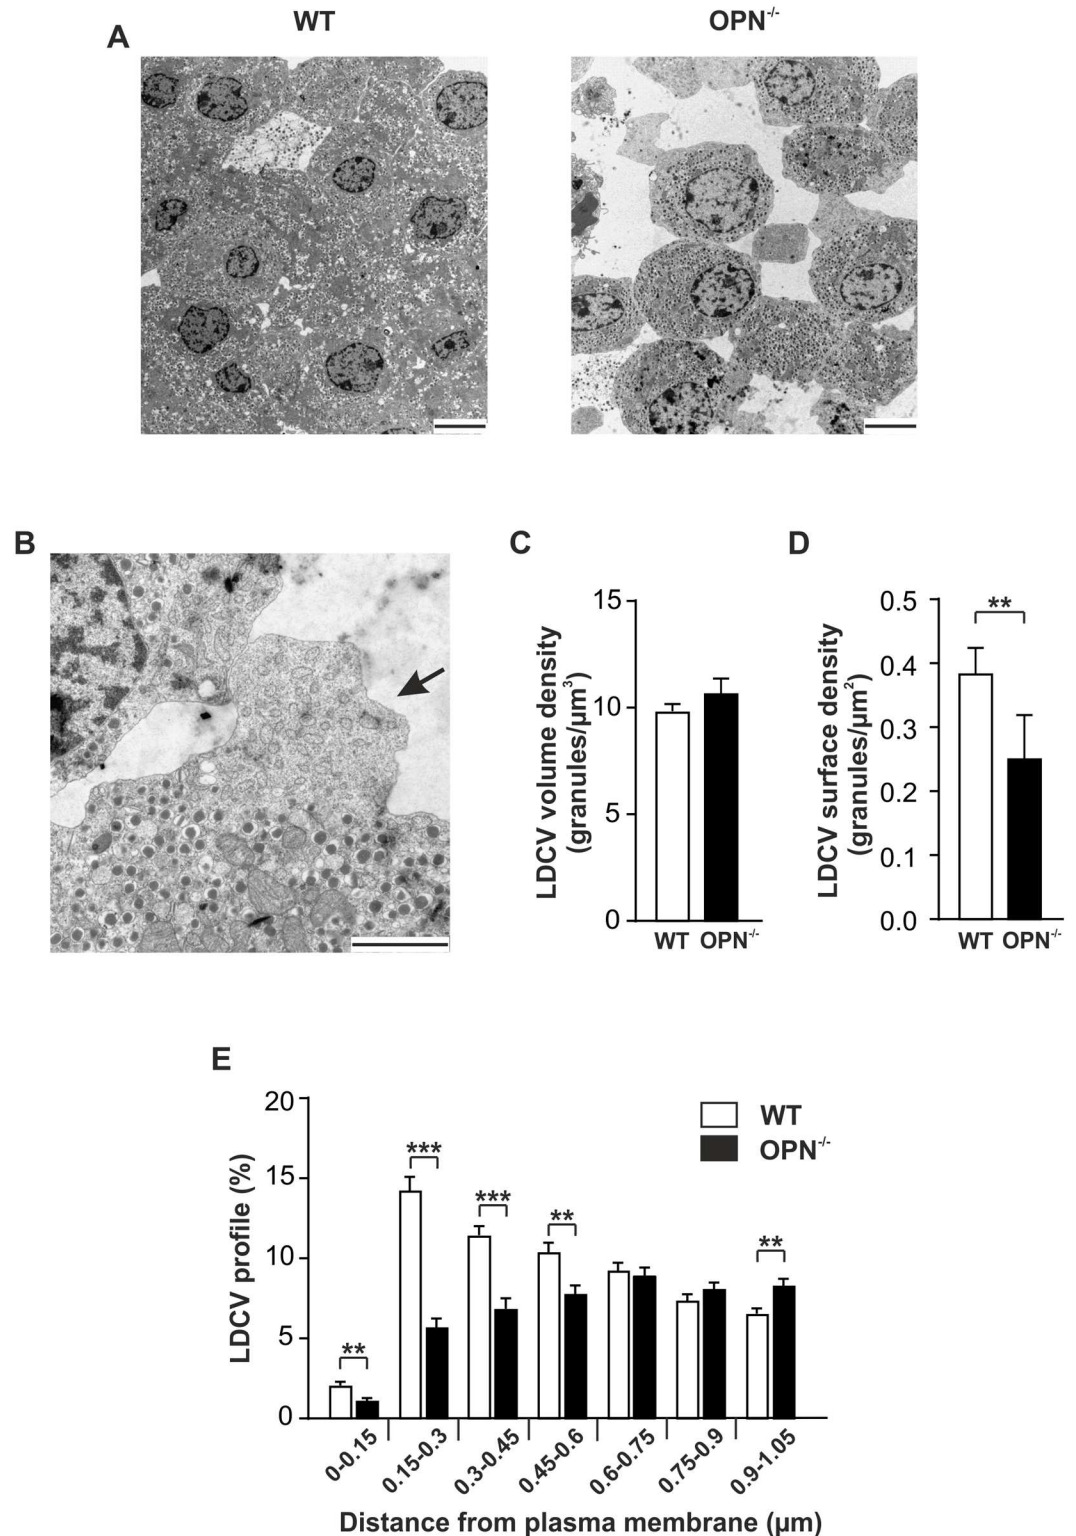 WT
OPN-/-
A
B
C
15
10
5
0
LDCV volume density
(granules/µm³)
WT OPN-/-
D
0.5
0.4
0.3
0.2
0.1
0.0
LDCV surface density
(granules/µm²)
**
WT OPN-/-
E
20
15
10
5
0
LDCV profile (%)
WT
OPN-/-
**
***
***
**
**
0-0.15
0.15-0.3
0.3-0.45
0.45-0.6
0.6-0.75
0.75-0.9
0.9-1.05
Distance from plasma membrane (µm)